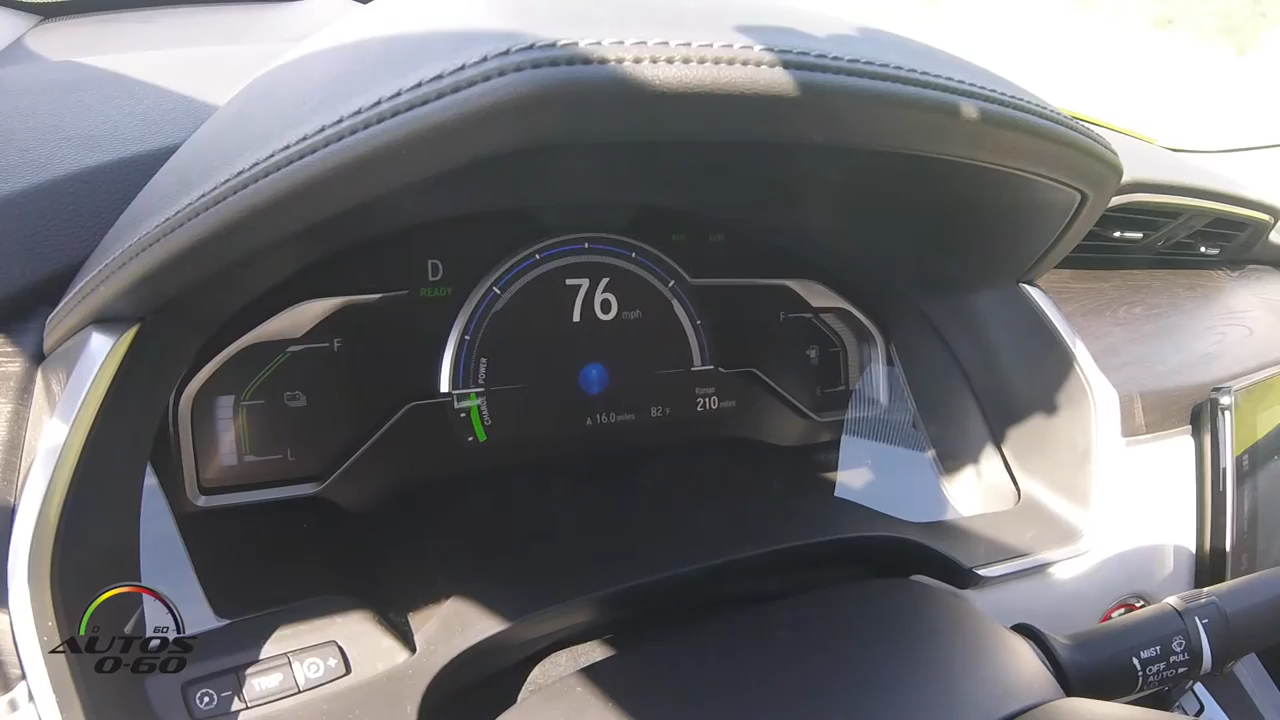 D
READY
76 mph
POWER
CHARGE
F
L
F
A 16.0 miles
82°F
Range
210 miles
0 60
AUTOS
0-60
TRIP
MIST
OFF
AUTO
PULL